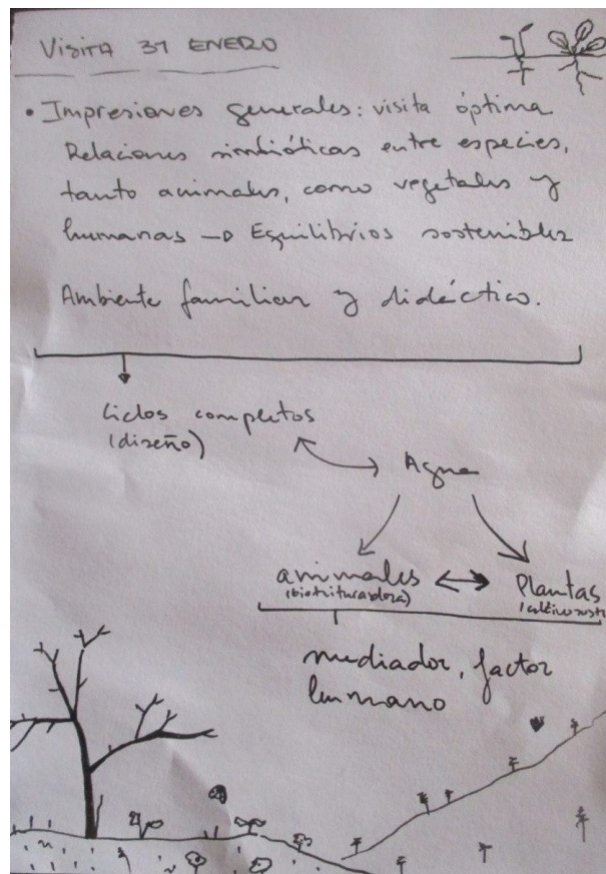 VISITA 31 ENERO
• Impresiones generales: visita óptima
Relaciones simbióticas entre especies,
tanto animales, como vegetales y
humanas → Equilibrios sostenibles
Ambiente familiar y didáctico.
Ciclos completos
(diseño)
Agua
animales ↔ Plantas
(biotrituradora)
mediador, factor
humano